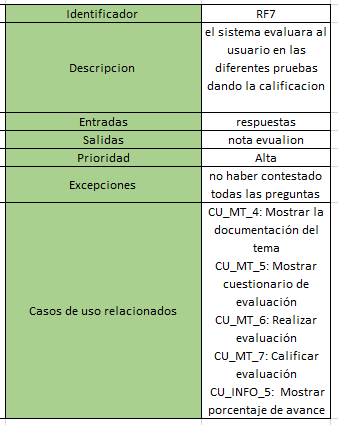 Identificador RF7
Descripcion el sistema evaluara al
usuario en las
diferentes pruebas
dando la calificacion
Entradas respuestas
Salidas nota evualion
Prioridad Alta
Excepciones no haber contestado
todas las preguntas
Casos de uso relacionados CU_MT_4: Mostrar la
documentación del
tema
CU_MT_5: Mostrar
cuestionario de
evaluación
CU_MT_6: Realizar
evaluación
CU_MT_7: Calificar
evaluación
CU_INFO_5: Mostrar
porcentaje de avance